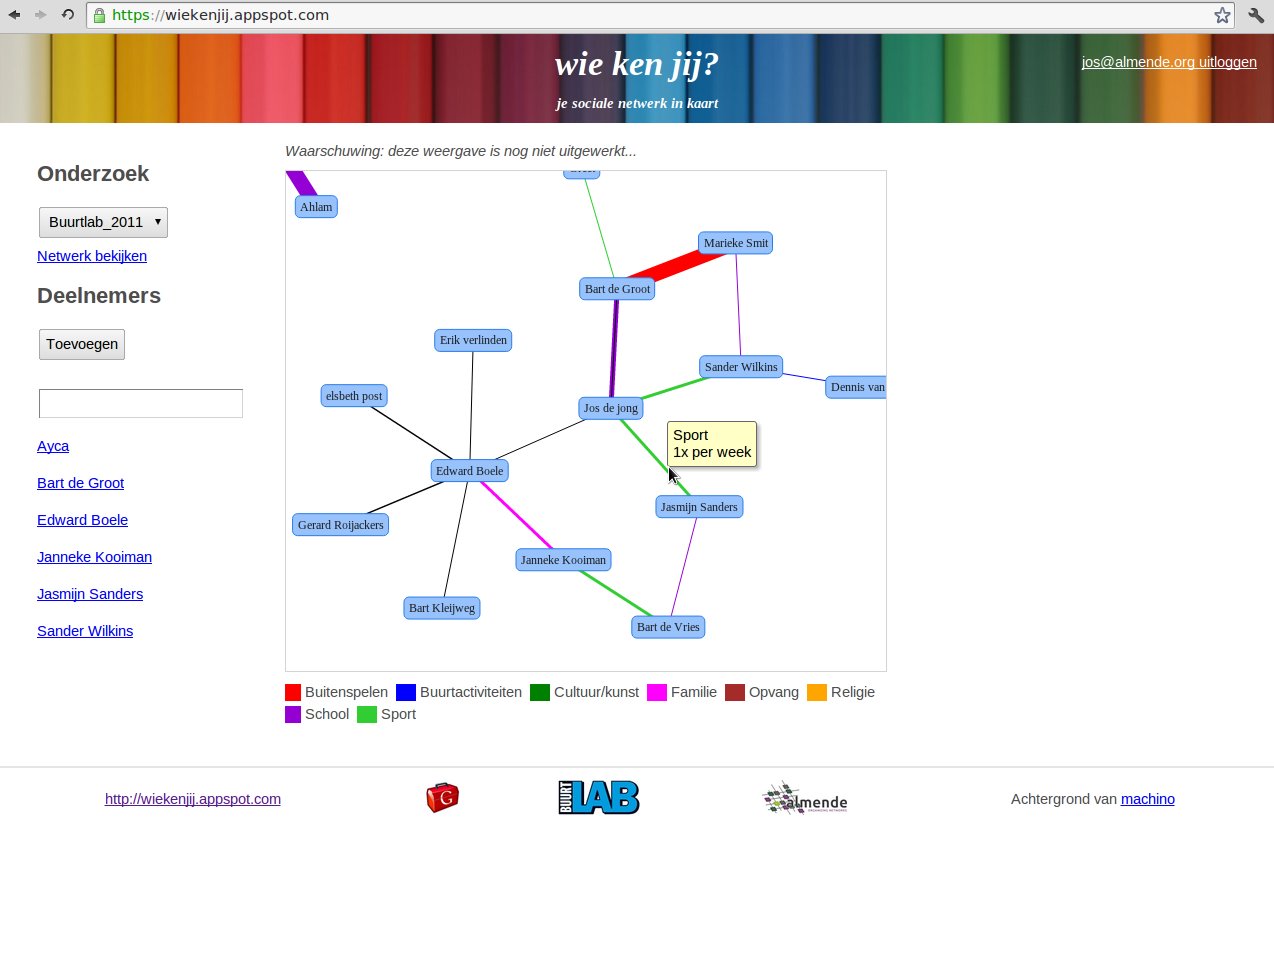 https://wiekenjij.appspot.com
wie ken jij?
je sociale netwerk in kaart
jos@almende.org uitloggen
Onderzoek
Buurtlab_2011
Netwerk bekijken
Deelnemers
Toevoegen
Ayca
Bart de Groot
Edward Boele
Janneke Kooiman
Jasmijn Sanders
Sander Wilkins
Waarschuwing: deze weergave is nog niet uitgewerkt...
Ahlam
Marieke Smit
Bart de Groot
Erik verlinden
Sander Wilkins
Dennis van
elsbeth post
Jos de jong
Sport
1x per week
Edward Boele
Jasmijn Sanders
Gerard Roijackers
Janneke Kooiman
Bart Kleijweg
Bart de Vries
Buitenspelen Buurtactiviteiten Cultuur/kunst Familie Opvang Religie
School Sport
http://wiekenjij.appspot.com
G
BUURT LAB
almende
Achtergrond van machino